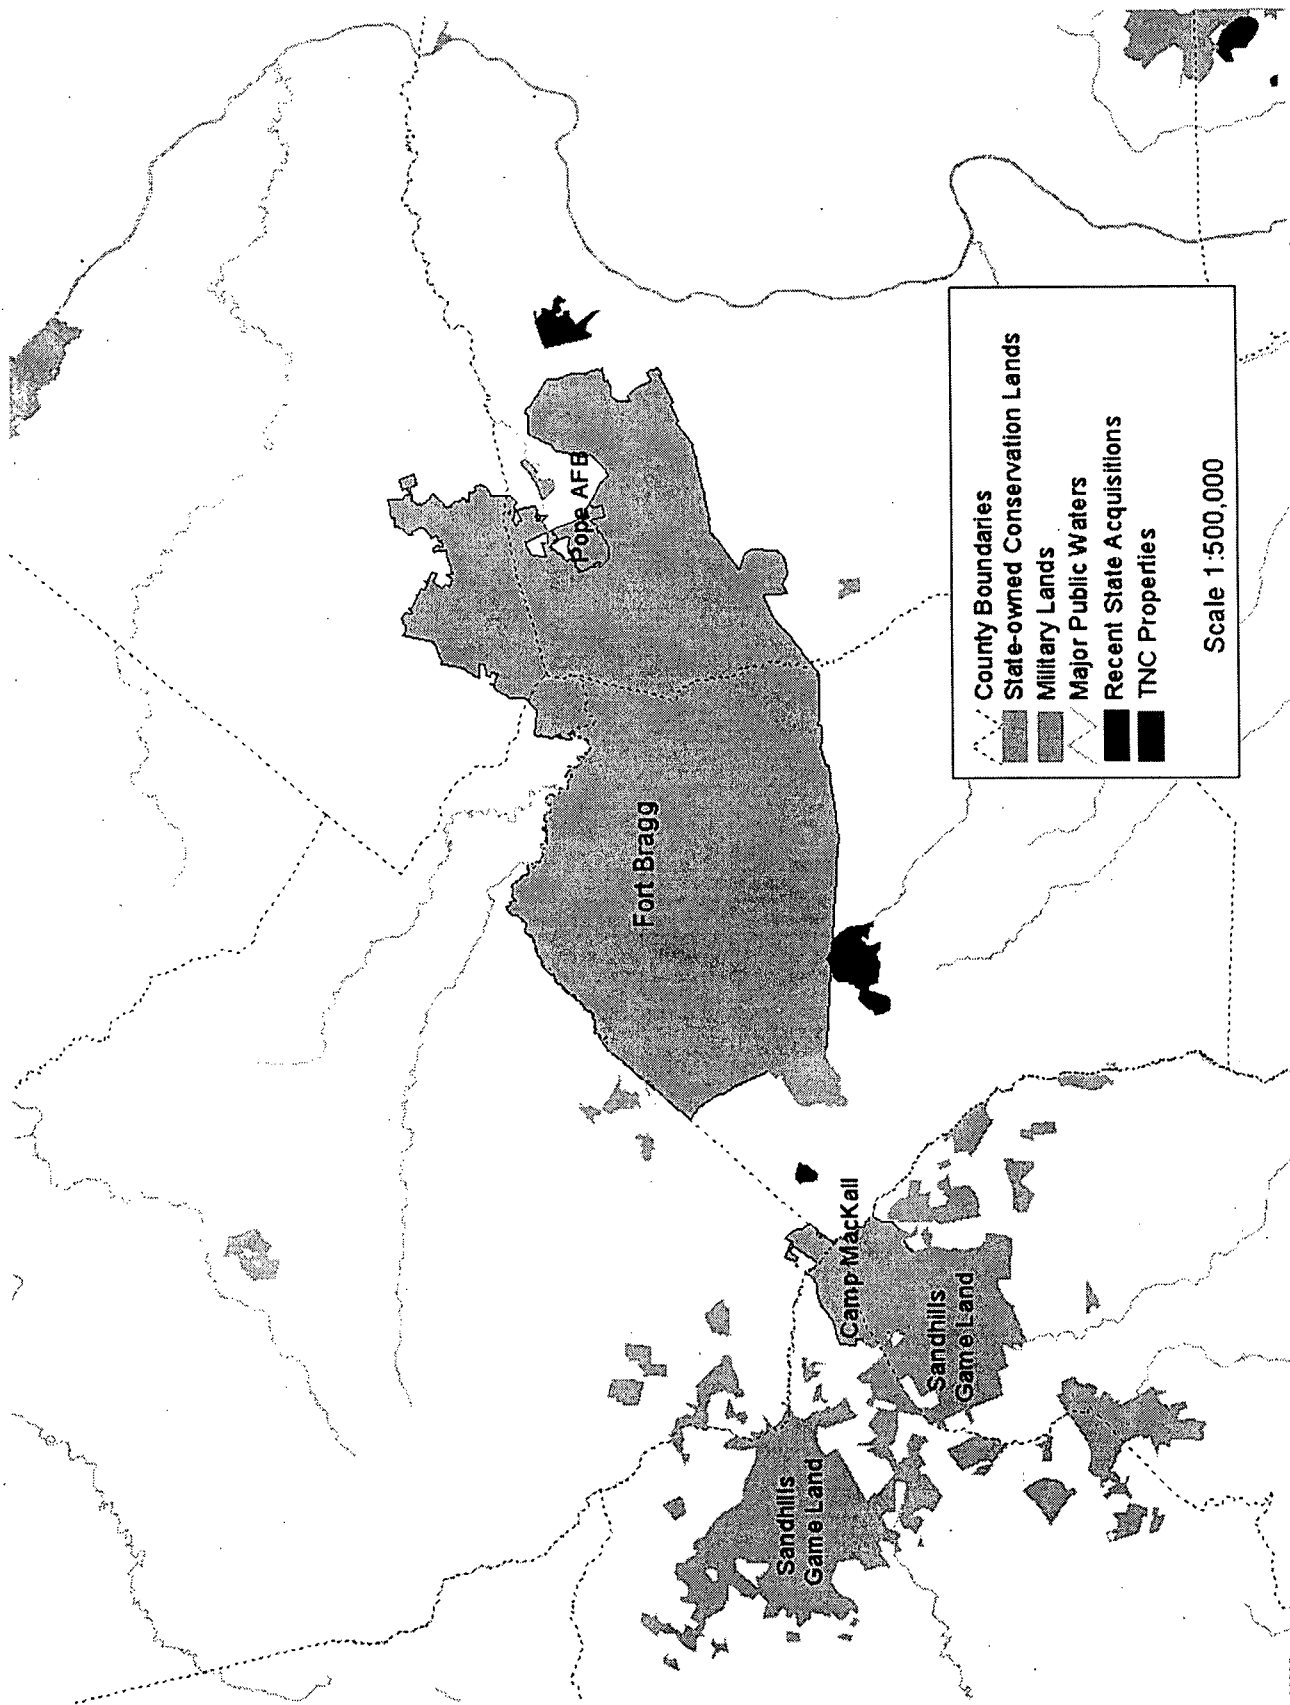 Pope AFB
Fort Bragg
Camp MacKall
Sandhills
Game Land
Sandhills
Game Land
County Boundaries
State-owned Conservation Lands
Military Lands
Major Public Waters
Recent State Acquisitions
TNC Properties
Scale 1:500,000